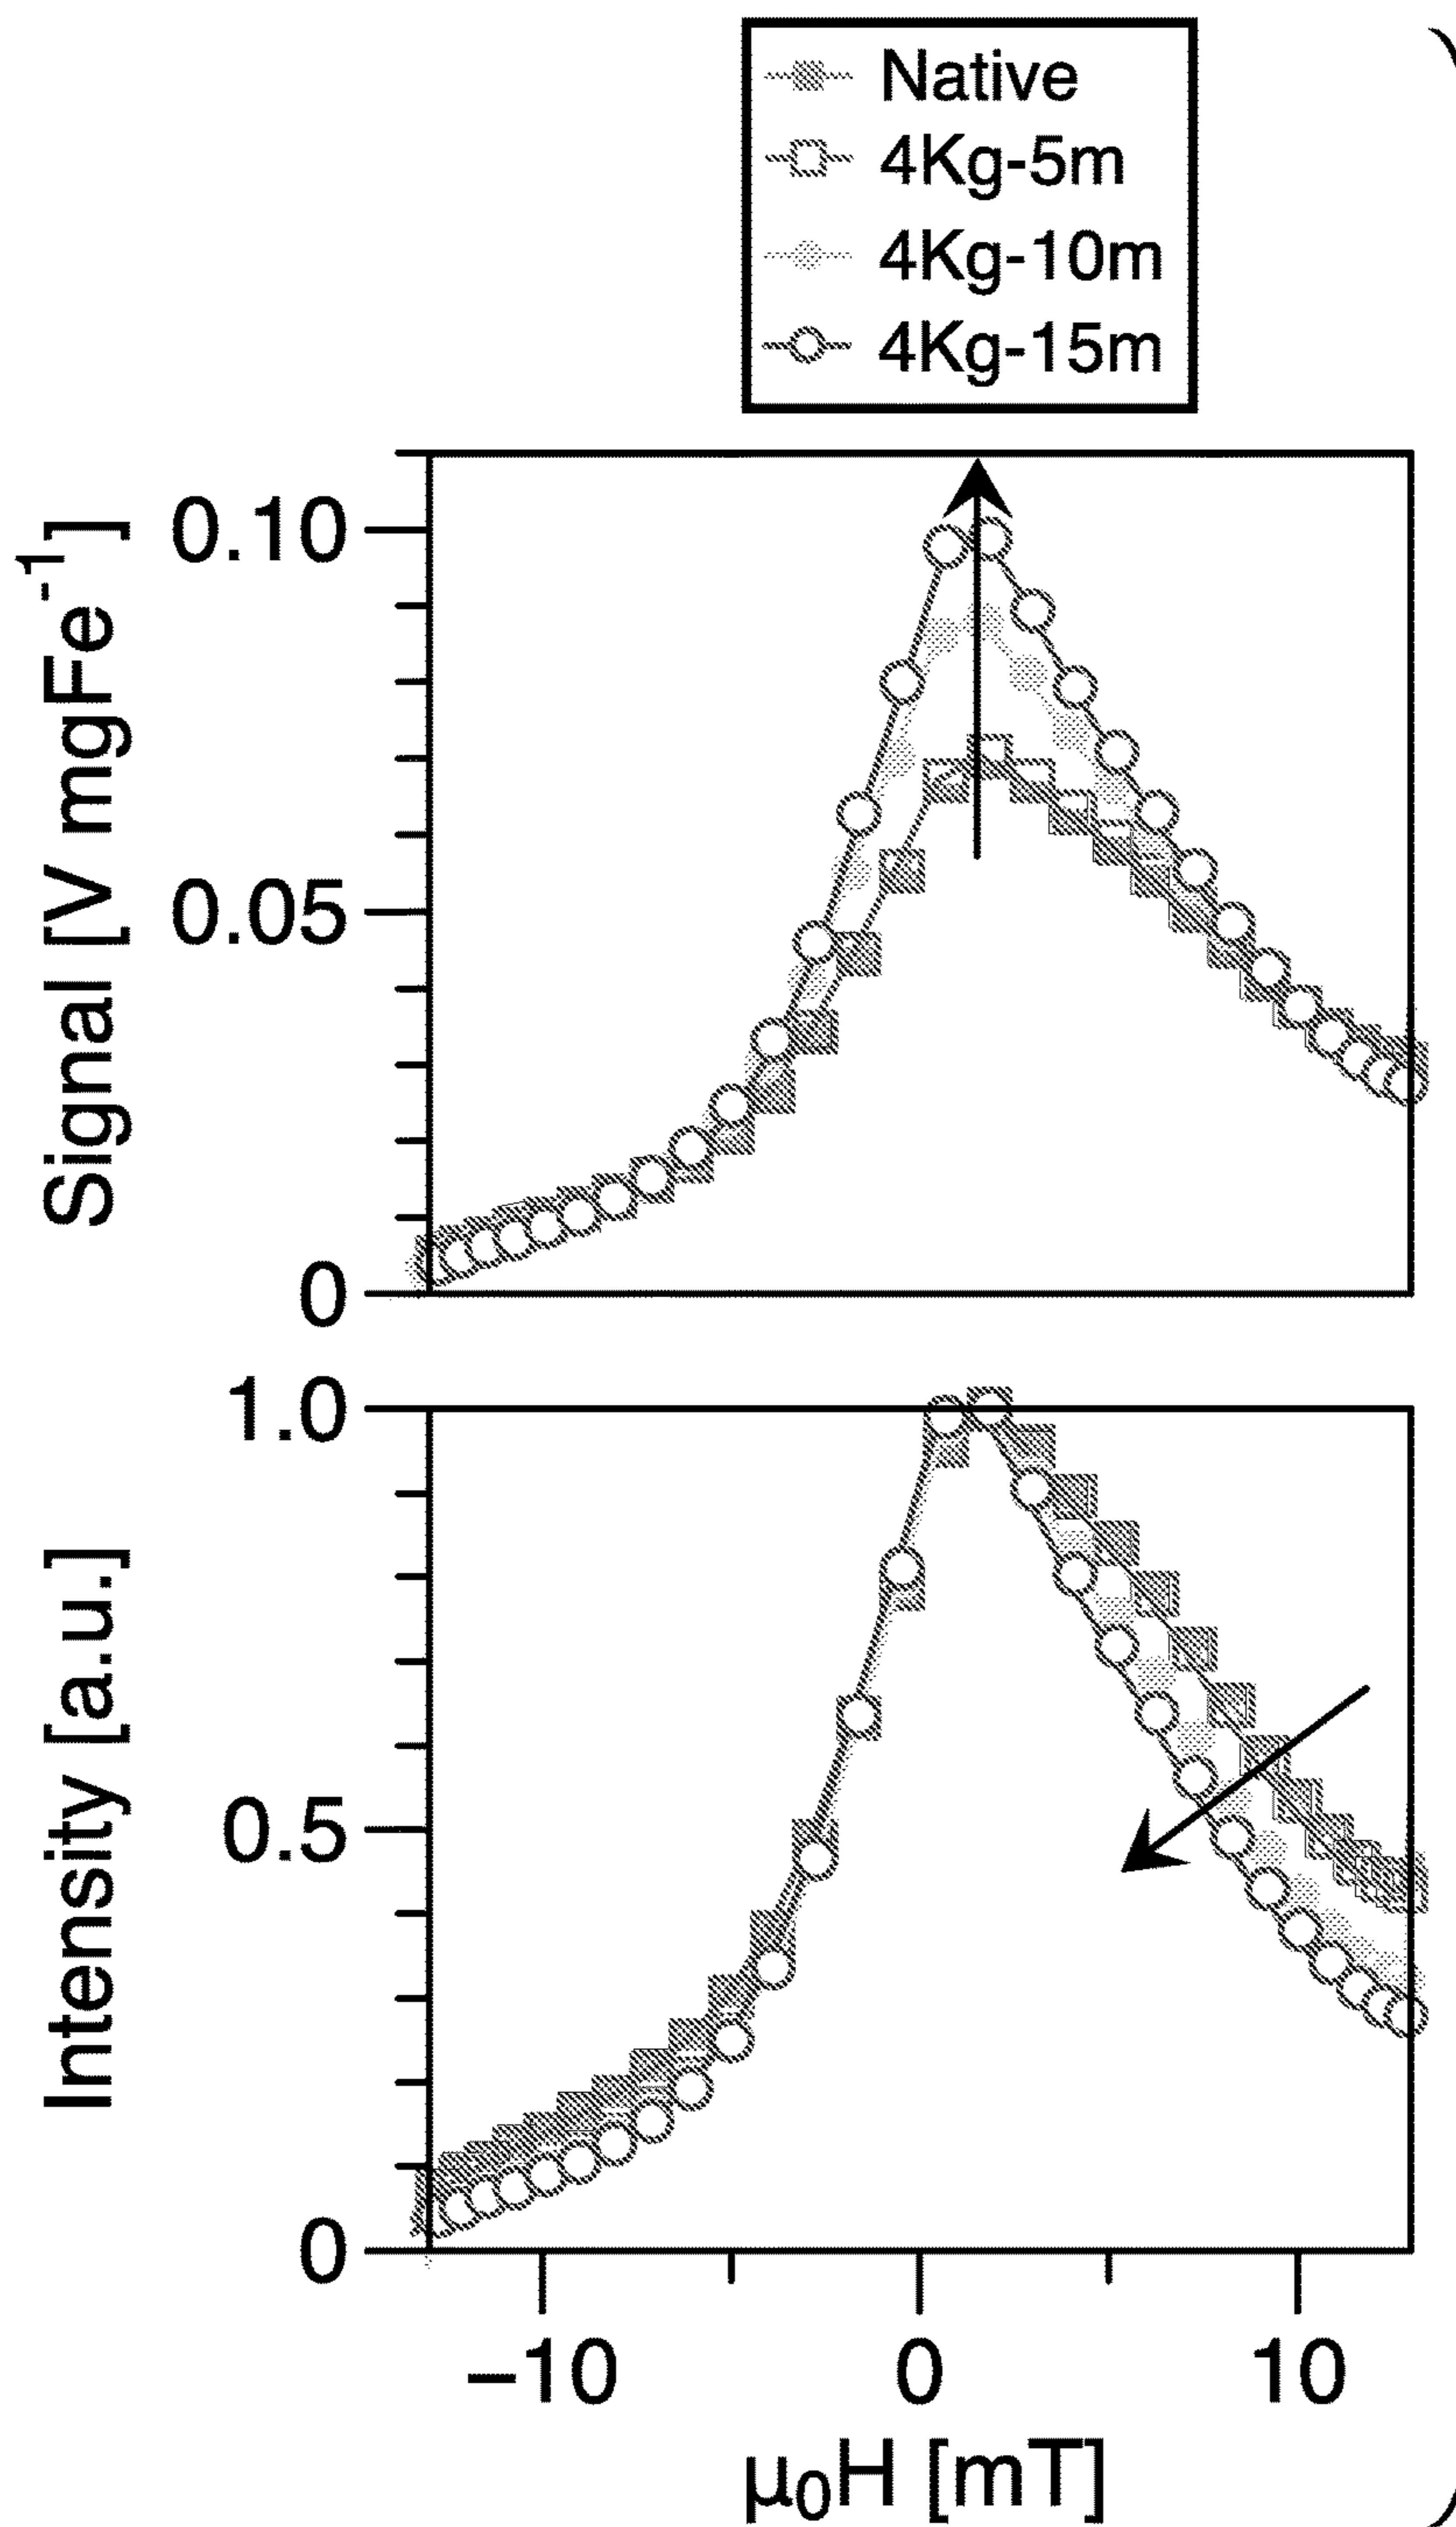 Native
4Kg-5m
4Kg-10m
4Kg-15m
Signal [V mgFe⁻¹]
0.10
0.05
0
Intensity [a.u.]
1.0
0.5
0
−10 0 10
μ₀H [mT]